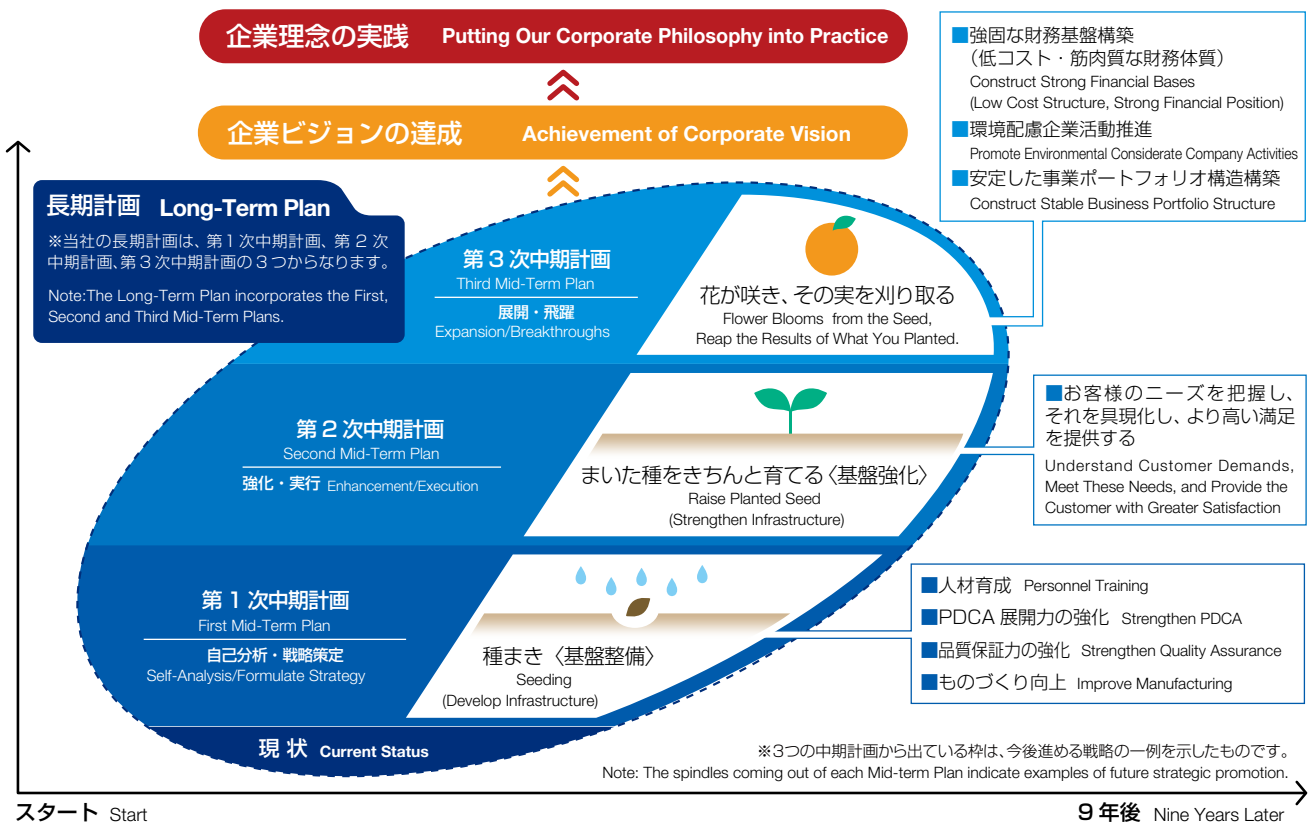 企業理念の実践 Putting Our Corporate Philosophy into Practice
企業ビジョンの達成 Achievement of Corporate Vision
長期計画 Long-Term Plan
※当社の長期計画は、第1次中期計画、第2次
中期計画、第3次中期計画の3つからなります。
Note:The Long-Term Plan incorporates the First,
Second and Third Mid-Term Plans.
第3次中期計画
Third Mid-Term Plan
展開・飛躍
Expansion/Breakthroughs
花が咲き、その実を刈り取る
Flower Blooms from the Seed,
Reap the Results of What You Planted.
■強固な財務基盤構築
(低コスト・筋肉質な財務体質)
Construct Strong Financial Bases
(Low Cost Structure, Strong Financial Position)
■環境配慮企業活動推進
Promote Environmental Considerate Company Activities
■安定した事業ポートフォリオ構造構築
Construct Stable Business Portfolio Structure
第2次中期計画
Second Mid-Term Plan
強化・実行 Enhancement/Execution
まいた種をきちんと育てる〈基盤強化〉
Raise Planted Seed
(Strengthen Infrastructure)
■お客様のニーズを把握し、
それを具現化し、より高い満足
を提供する
Understand Customer Demands,
Meet These Needs, and Provide the
Customer with Greater Satisfaction
第1次中期計画
First Mid-Term Plan
自己分析・戦略策定
Self-Analysis/Formulate Strategy
種まき〈基盤整備〉
Seeding
(Develop Infrastructure)
■人材育成 Personnel Training
■PDCA展開力の強化 Strengthen PDCA
■品質保証力の強化 Strengthen Quality Assurance
■ものづくり向上 Improve Manufacturing
現状 Current Status
※3つの中期計画から出ている枠は、今後進める戦略の一例を示したものです。
Note: The spindles coming out of each Mid-term Plan indicate examples of future strategic promotion.
スタート Start
9年後 Nine Years Later